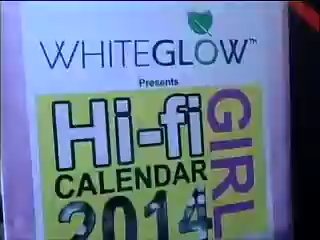 WHITEGLOW™
Presents
Hi-fi
GIRL
CALENDAR
2014